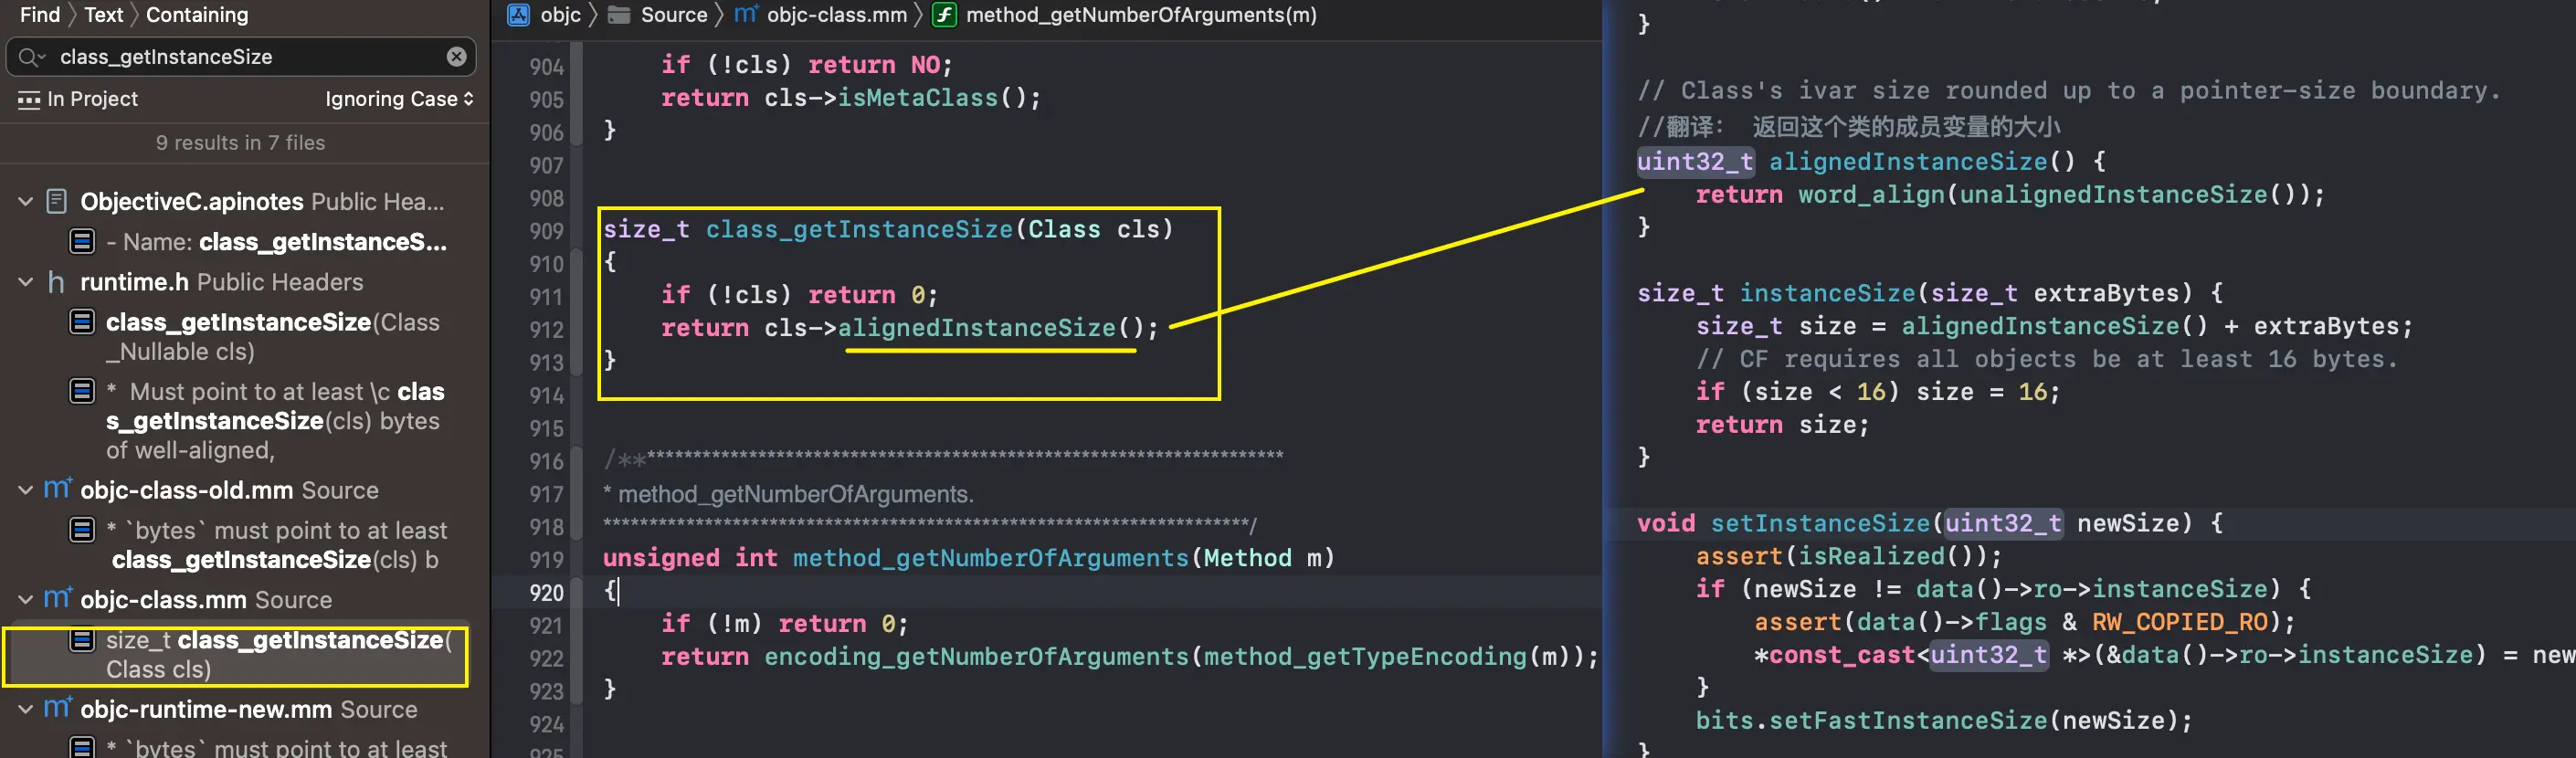 Find 〉 Text 〉 Containing
class_getInstanceSize
In Project Ignoring Case
9 results in 7 files
ObjectiveC.apinotes Public Hea...
- Name: class_getInstanceS...
runtime.h Public Headers
class_getInstanceSize(Class
_Nullable cls)
* Must point to at least \c clas
s_getInstanceSize(cls) bytes
of well-aligned,
objc-class-old.mm Source
* `bytes` must point to at least
class_getInstanceSize(cls) b
objc-class.mm Source
size_t class_getInstanceSize(
Class cls)
objc-runtime-new.mm Source
* `bytes` must point to at least
objc 〉 Source 〉 objc-class.mm 〉 method_getNumberOfArguments(m)
904 if (!cls) return NO;
905 return cls->isMetaClass();
906 }
907
908
909 size_t class_getInstanceSize(Class cls)
910 {
911 if (!cls) return 0;
912 return cls->alignedInstanceSize();
913 }
914
915
916 /***********************************************************************
917 * method_getNumberOfArguments.
918 **********************************************************************/
919 unsigned int method_getNumberOfArguments(Method m)
920 {
921 if (!m) return 0;
922 return encoding_getNumberOfArguments(method_getTypeEncoding(m));
923 }
924
925
}
// Class's ivar size rounded up to a pointer-size boundary.
//翻译： 返回这个类的成员变量的大小
uint32_t alignedInstanceSize() {
return word_align(unalignedInstanceSize());
}
size_t instanceSize(size_t extraBytes) {
size_t size = alignedInstanceSize() + extraBytes;
// CF requires all objects be at least 16 bytes.
if (size < 16) size = 16;
return size;
}
void setInstanceSize(uint32_t newSize) {
assert(isRealized());
if (newSize != data()->ro->instanceSize) {
assert(data()->flags & RW_COPIED_RO);
*const_cast<uint32_t *>(&data()->ro->instanceSize) = new
}
bits.setFastInstanceSize(newSize);
}